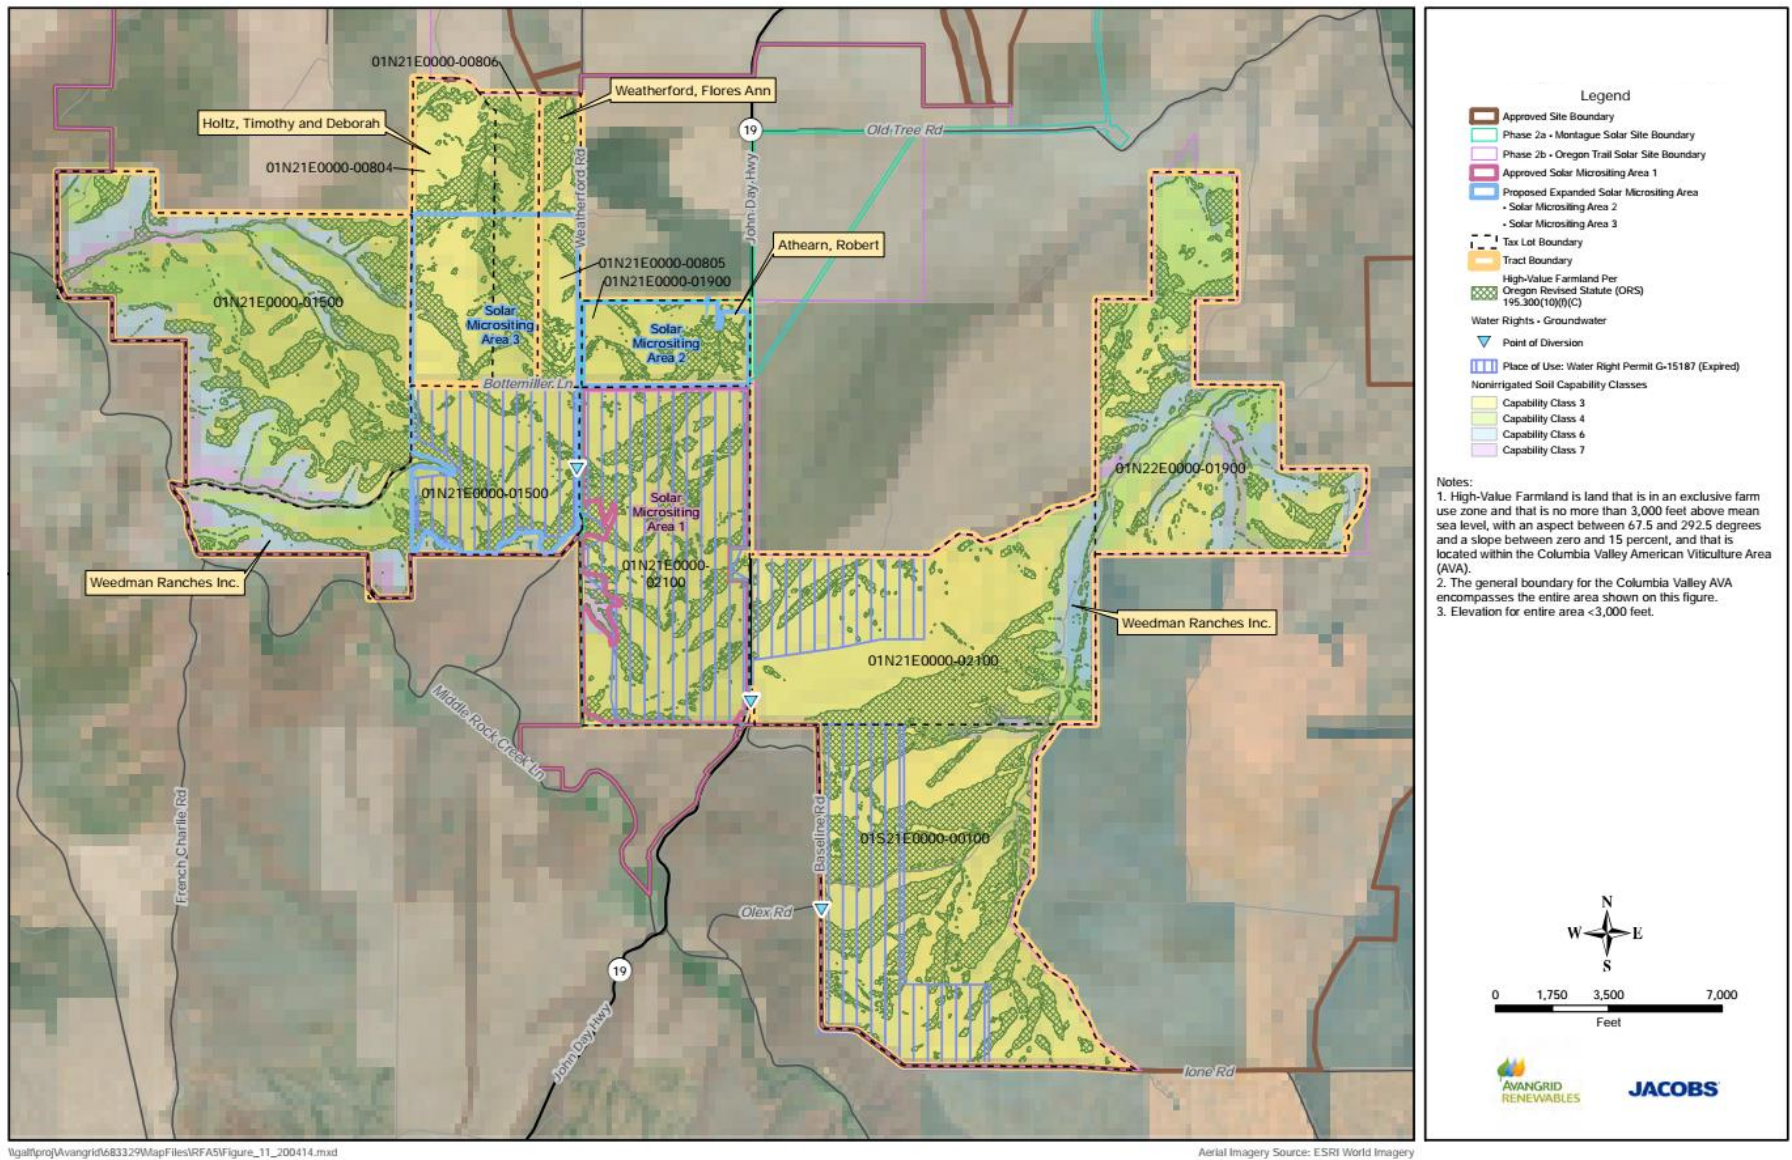 01N21E0000-00806
Weatherford, Flores Ann
Holtz, Timothy and Deborah
19
Old Tree Rd
01N21E0000-00804
Weatherford Rd
John Day Hwy
Athearn, Robert
01N21E0000-00805
01N21E0000-01900
01N21E0000-01500
Solar
Micrositing
Area 3
Solar
Micrositing
Area 2
Bottemiller Ln
01N22E0000-01900
01N21E0000-01500
Solar
Micrositing
Area 1
01N21E0000-
02100
Weedman Ranches Inc.
Weedman Ranches Inc.
01N21E0000-02100
Middle Rock Creek Ln
French Charlie Rd
Baseline Rd
01S21E0000-00100
Olex Rd
19
John Day Hwy
Ione Rd
Legend
Approved Site Boundary
Phase 2a - Montague Solar Site Boundary
Phase 2b - Oregon Trail Solar Site Boundary
Approved Solar Micrositing Area 1
Proposed Expanded Solar Micrositing Area
- Solar Micrositing Area 2
- Solar Micrositing Area 3
Tax Lot Boundary
Tract Boundary
High-Value Farmland Per
Oregon Revised Statute (ORS)
195.300(10)(f)(C)
Water Rights - Groundwater
Point of Diversion
Place of Use: Water Right Permit G-15187 (Expired)
Nonirrigated Soil Capability Classes
Capability Class 3
Capability Class 4
Capability Class 6
Capability Class 7
Notes:
1. High-Value Farmland is land that is in an exclusive farm
use zone and that is no more than 3,000 feet above mean
sea level, with an aspect between 67.5 and 292.5 degrees
and a slope between zero and 15 percent, and that is
located within the Columbia Valley American Viticulture Area
(AVA).
2. The general boundary for the Columbia Valley AVA
encompasses the entire area shown on this figure.
3. Elevation for entire area <3,000 feet.
N
W E
S
0 1,750 3,500 7,000
Feet
AVANGRID
RENEWABLES
JACOBS
\\galt\proj\Avangrid\683329\MapFiles\RFA5\Figure_11_200414.mxd
Aerial Imagery Source: ESRI World Imagery